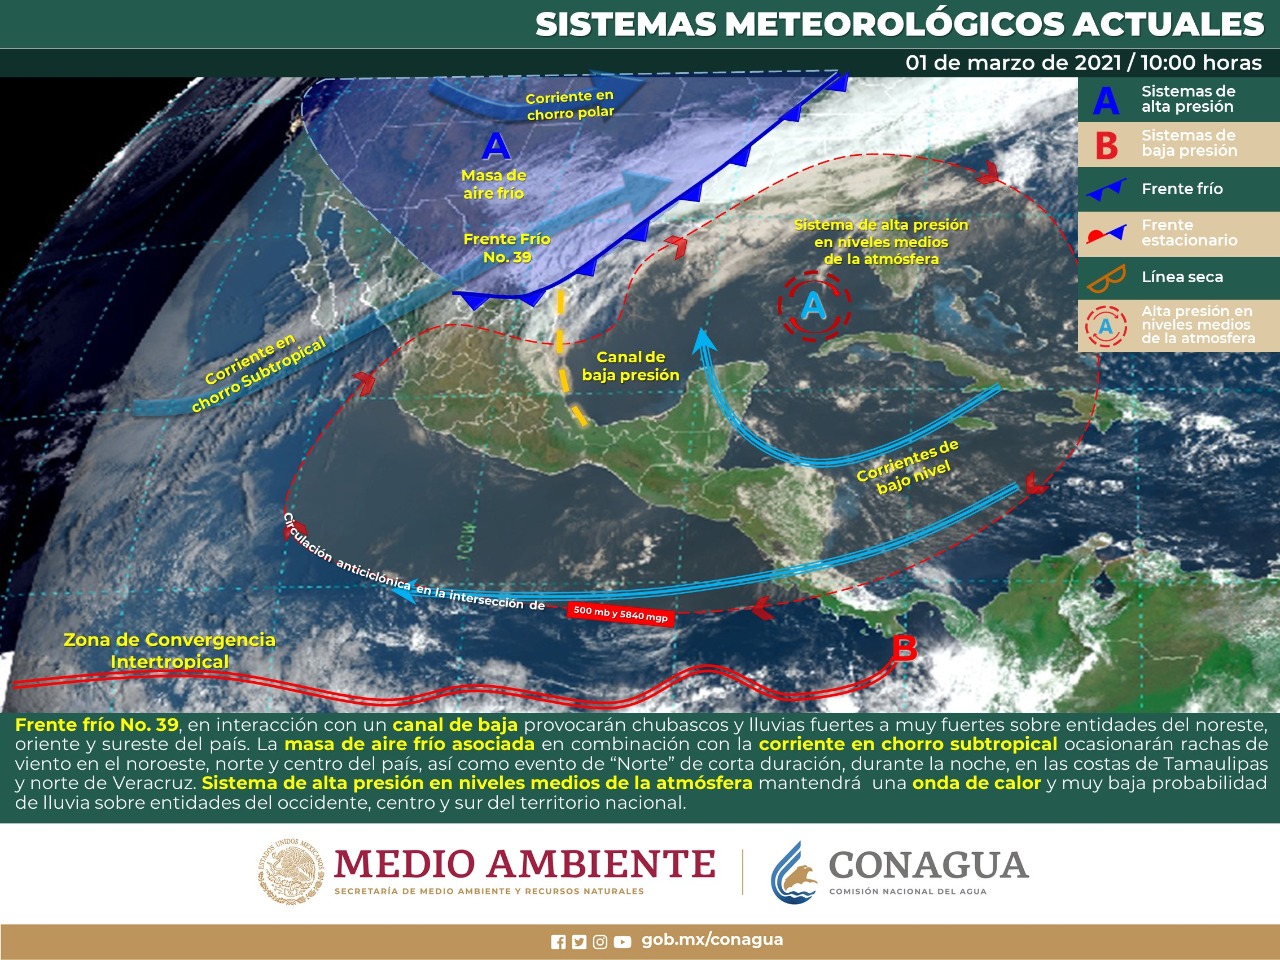 SISTEMAS METEOROLÓGICOS ACTUALES
01 de marzo de 2021 / 10:00 horas
A
Sistemas de
alta presión
B
Sistemas de
baja presión
Frente frío
Frente
estacionario
Línea seca
A
Alta presión en
niveles medios
de la atmosfera
Corriente en
chorro polar
A
Masa de
aire frío
Frente Frío
No. 39
Sistema de alta presión
en niveles medios
de la atmósfera
A
Corriente en
chorro Subtropical
Canal de
baja presión
Corrientes de
bajo nivel
100W
Circulación anticiclónica en la intersección de
500 mb y 5840 mgp
Zona de Convergencia
Intertropical
B
Frente frío No. 39, en interacción con un canal de baja provocarán chubascos y lluvias fuertes a muy fuertes sobre entidades del noreste,
oriente y sureste del país. La masa de aire frío asociada en combinación con la corriente en chorro subtropical ocasionarán rachas de
viento en el noroeste, norte y centro del país, así como evento de “Norte” de corta duración, durante la noche, en las costas de Tamaulipas
y norte de Veracruz. Sistema de alta presión en niveles medios de la atmósfera mantendrá una onda de calor y muy baja probabilidad
de lluvia sobre entidades del occidente, centro y sur del territorio nacional.
ESTADOS UNIDOS MEXICANOS
MEDIO AMBIENTE
SECRETARÍA DE MEDIO AMBIENTE Y RECURSOS NATURALES
CONAGUA
COMISIÓN NACIONAL DEL AGUA
gob.mx/conagua